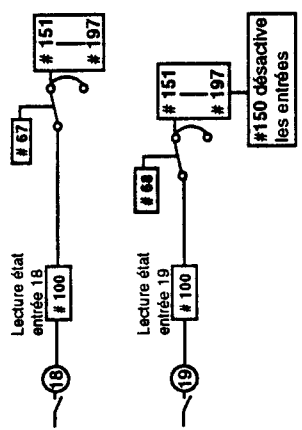 18
Lecture état
entrée 18
# 100
# 67
# 151
# 197
19
Lecture état
entrée 19
# 100
# 68
# 151
# 197
#150 désactive
les entrées